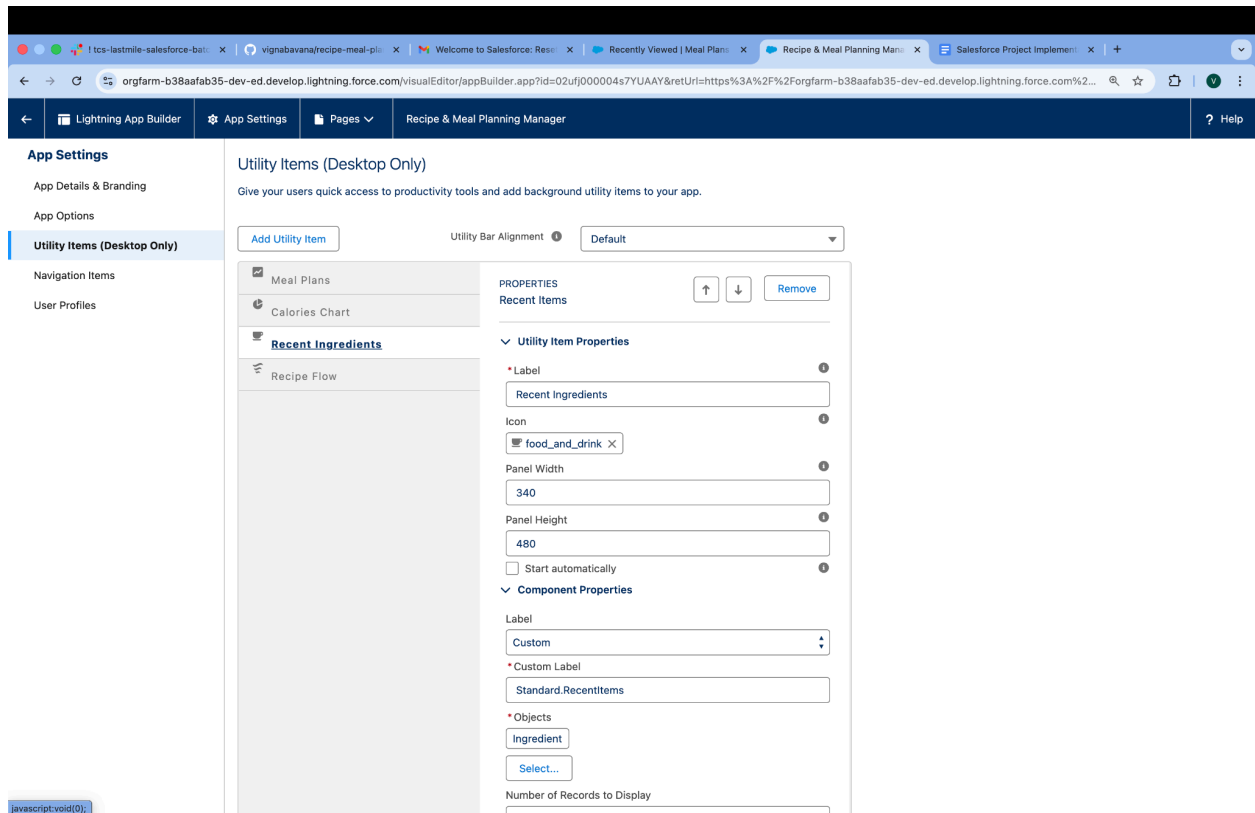 ! tcs-lastmile-salesforce-batc
vignabavana/recipe-meal-pla
Welcome to Salesforce: Rese
Recently Viewed | Meal Plans
Recipe & Meal Planning Mana
Salesforce Project Implement
orgfarm-b38aafab35-dev-ed.develop.lightning.force.com/visualEditor/appBuilder.app?id=02ufj000004s7YUAAY&retUrl=https%3A%2F%2Forgfarm-b38aafab35-dev-ed.develop.lightning.force.com%2...
V
Lightning App Builder
App Settings
Pages
Recipe & Meal Planning Manager
? Help
App Settings
App Details & Branding
App Options
Utility Items (Desktop Only)
Navigation Items
User Profiles
Utility Items (Desktop Only)
Give your users quick access to productivity tools and add background utility items to your app.
Add Utility Item
Utility Bar Alignment
Default
Meal Plans
Calories Chart
Recent Ingredients
Recipe Flow
PROPERTIES
Recent Items
Remove
Utility Item Properties
* Label
Recent Ingredients
Icon
food_and_drink
Panel Width
340
Panel Height
480
Start automatically
Component Properties
Label
Custom
* Custom Label
Standard.RecentItems
* Objects
Ingredient
Select...
Number of Records to Display
javascript:void(0);